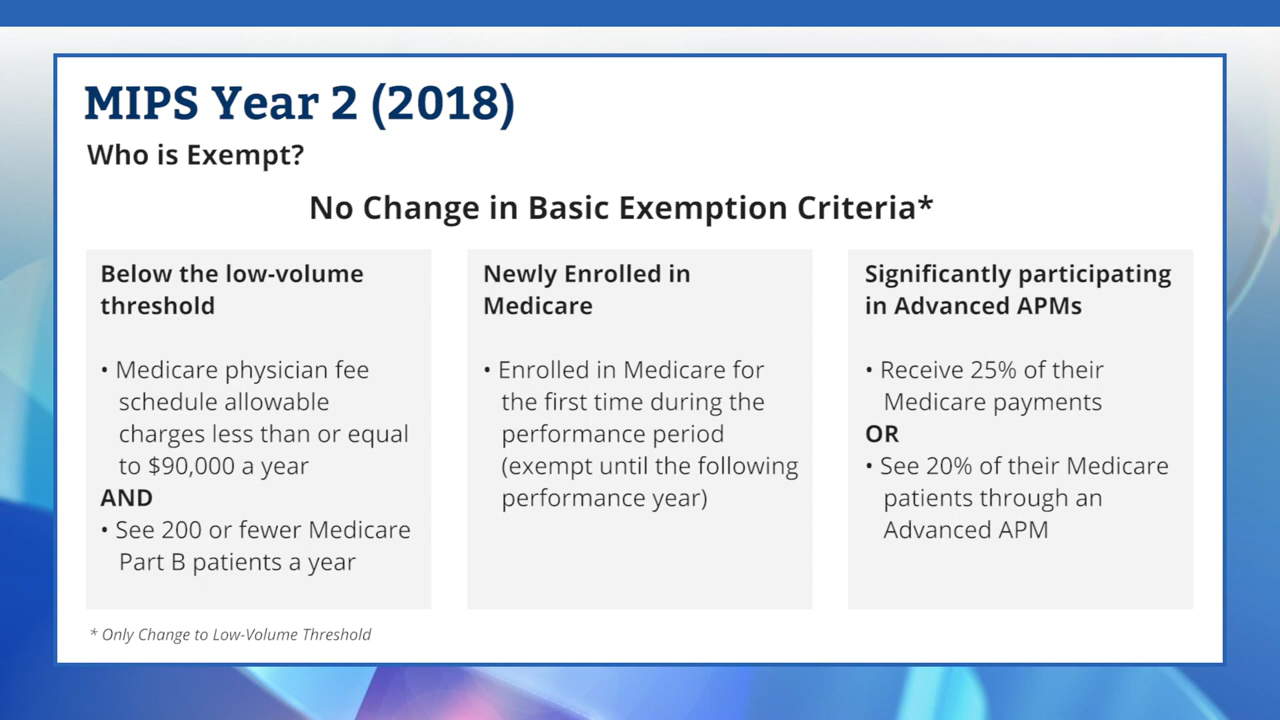 MIPS Year 2 (2018)
Who is Exempt?
No Change in Basic Exemption Criteria*
Below the low-volume
threshold
• Medicare physician fee
schedule allowable
charges less than or equal
to $90,000 a year
AND
• See 200 or fewer Medicare
Part B patients a year
Newly Enrolled in
Medicare
• Enrolled in Medicare for
the first time during the
performance period
(exempt until the following
performance year)
Significantly participating
in Advanced APMs
• Receive 25% of their
Medicare payments
OR
• See 20% of their Medicare
patients through an
Advanced APM
* Only Change to Low-Volume Threshold